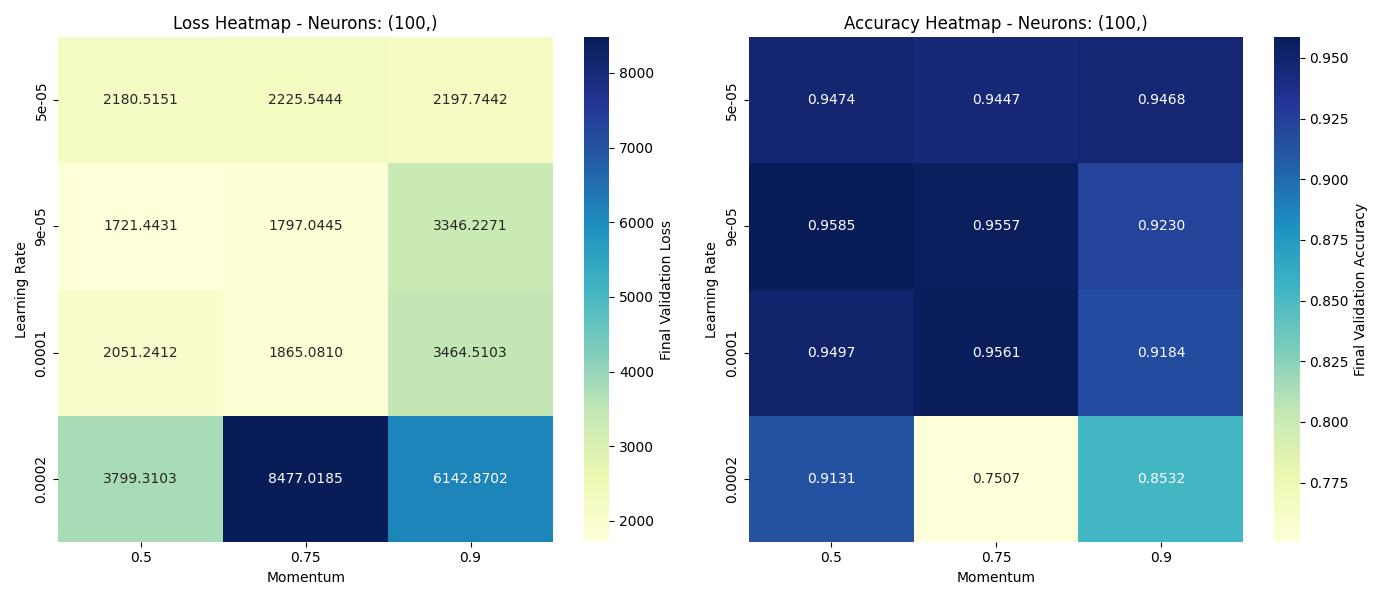 Loss Heatmap - Neurons: (100,)
Learning Rate
5e-05
2180.5151 2225.5444 2197.7442
9e-05
1721.4431 1797.0445 3346.2271
0.0001
2051.2412 1865.0810 3464.5103
0.0002
3799.3103 8477.0185 6142.8702
0.5 0.75 0.9
Momentum
8000
7000
6000
5000
4000
3000
2000
Final Validation Loss
Accuracy Heatmap - Neurons: (100,)
Learning Rate
5e-05
0.9474 0.9447 0.9468
9e-05
0.9585 0.9557 0.9230
0.0001
0.9497 0.9561 0.9184
0.0002
0.9131 0.7507 0.8532
0.5 0.75 0.9
Momentum
0.950
0.925
0.900
0.875
0.850
0.825
0.800
0.775
Final Validation Accuracy